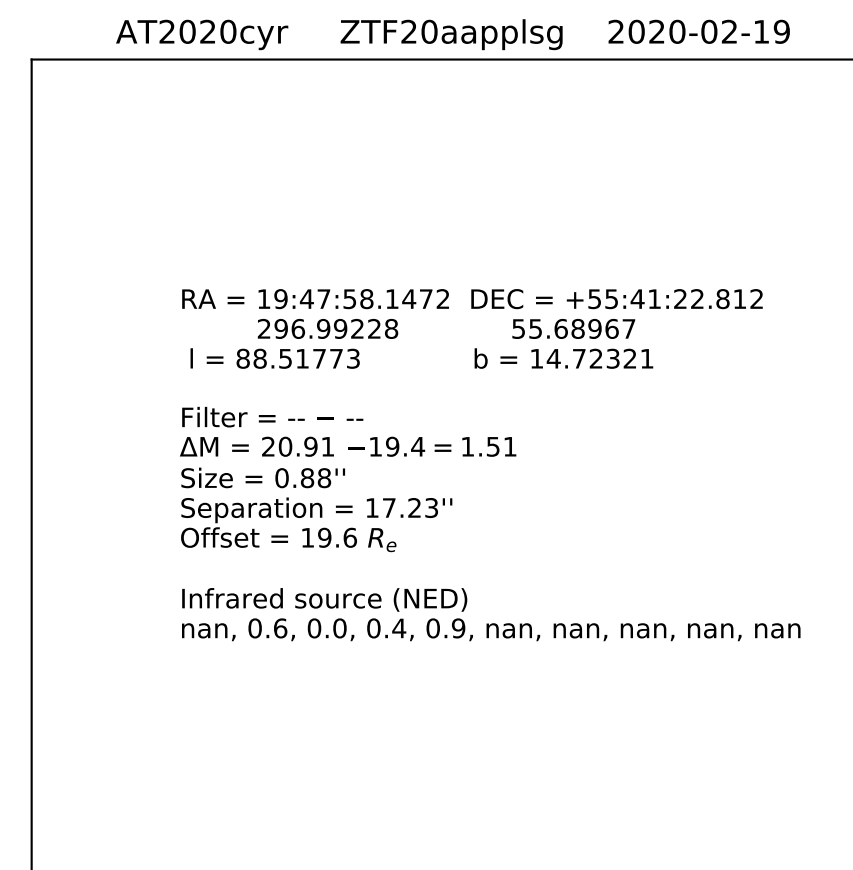 AT2020cyr ZTF20aapplsg 2020-02-19
RA = 19:47:58.1472 DEC = +55:41:22.812
296.99228 55.68967
l = 88.51773 b = 14.72321
Filter = -- − --
ΔM = 20.91 −19.4 = 1.51
Size = 0.88''
Separation = 17.23''
Offset = 19.6 Re
Infrared source (NED)
nan, 0.6, 0.0, 0.4, 0.9, nan, nan, nan, nan, nan